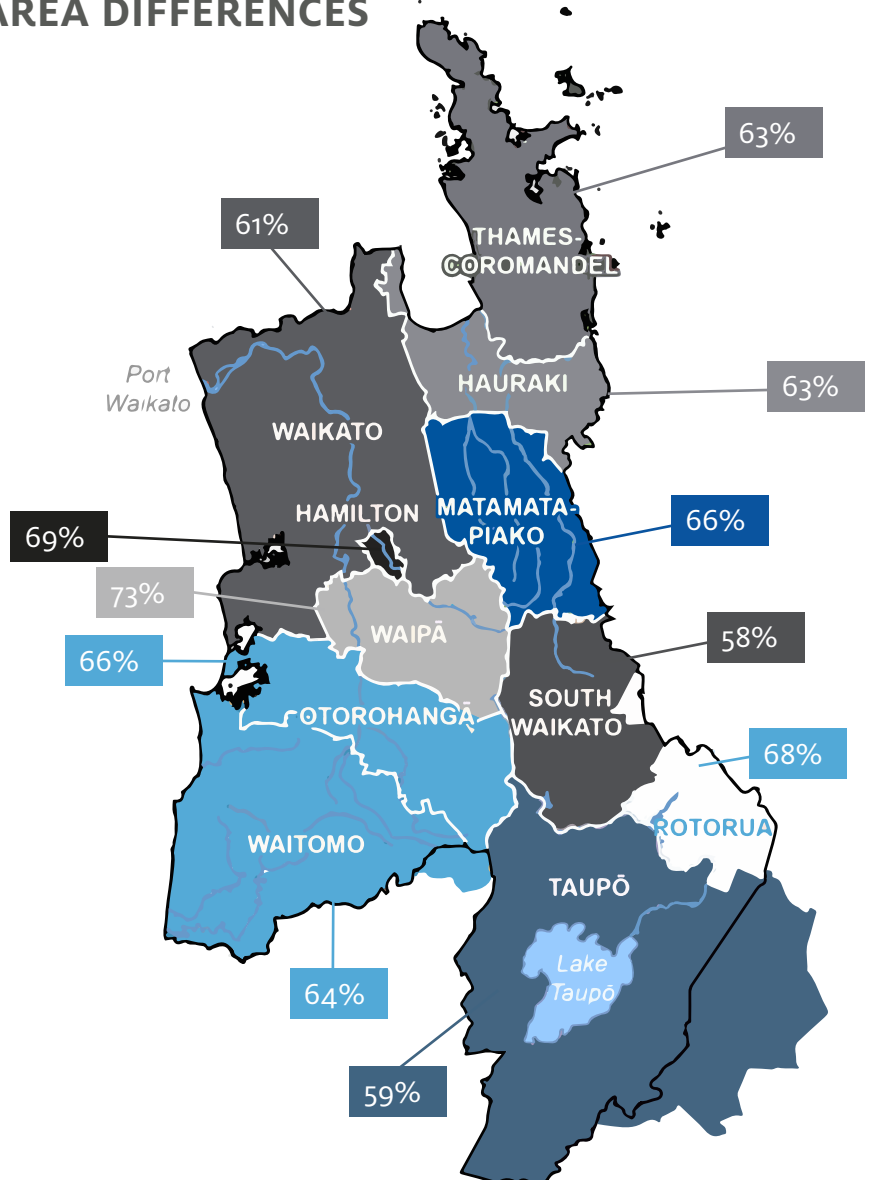 AREA DIFFERENCES
63%
61%
THAMES-
COROMANDEL
Port
Waikato
HAURAKI
63%
WAIKATO
HAMILTON
MATAMATA-
PIAKO
66%
69%
73%
WAIPĀ
58%
66%
SOUTH
WAIKATO
OTOROHANGĀ
68%
ROTORUA
WAITOMO
TAUPŌ
Lake
Taupō
64%
59%